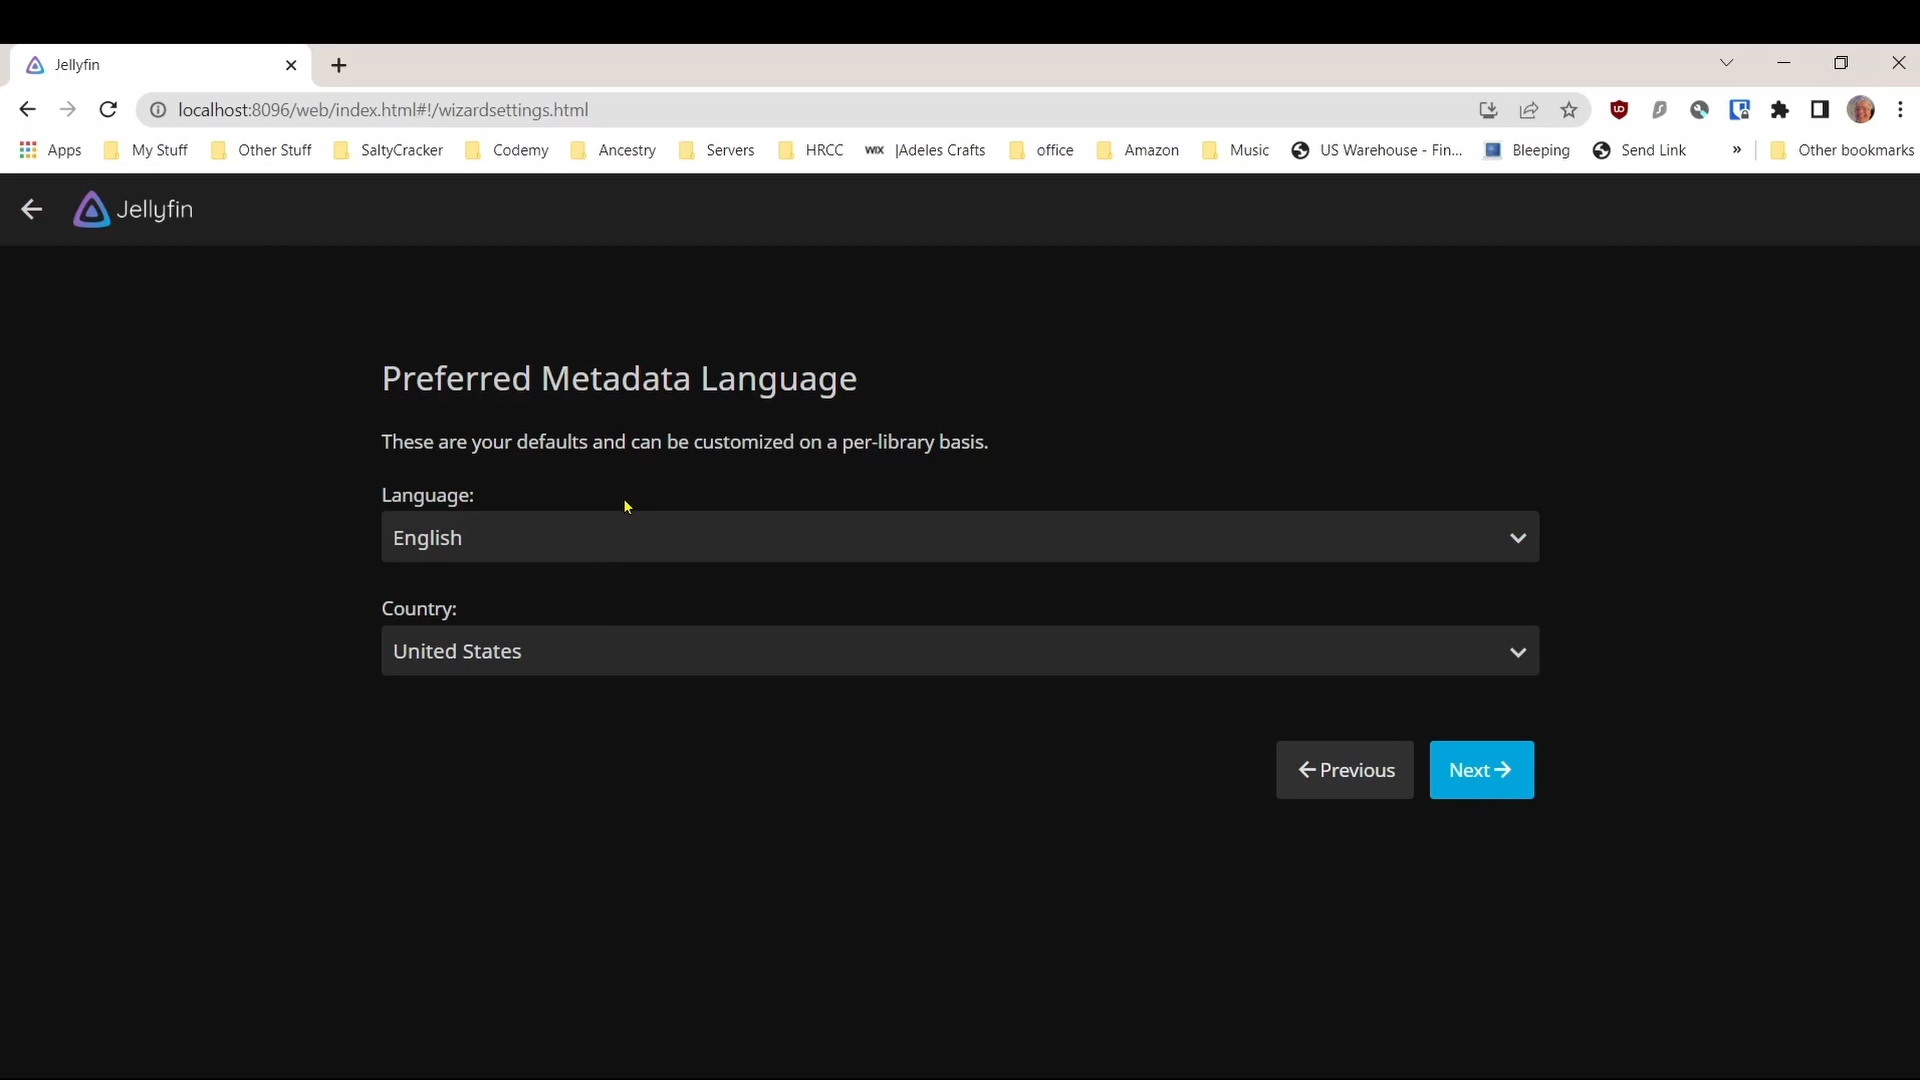 Jellyfin
localhost:8096/web/index.html#!/wizardsettings.html
Apps My Stuff Other Stuff SaltyCracker Codemy Ancestry Servers HRCC WIX |Adeles Crafts office Amazon Music US Warehouse - Fin... Bleeping Send Link » Other bookmarks
Jellyfin
Preferred Metadata Language
These are your defaults and can be customized on a per-library basis.
Language:
English
Country:
United States
Previous Next